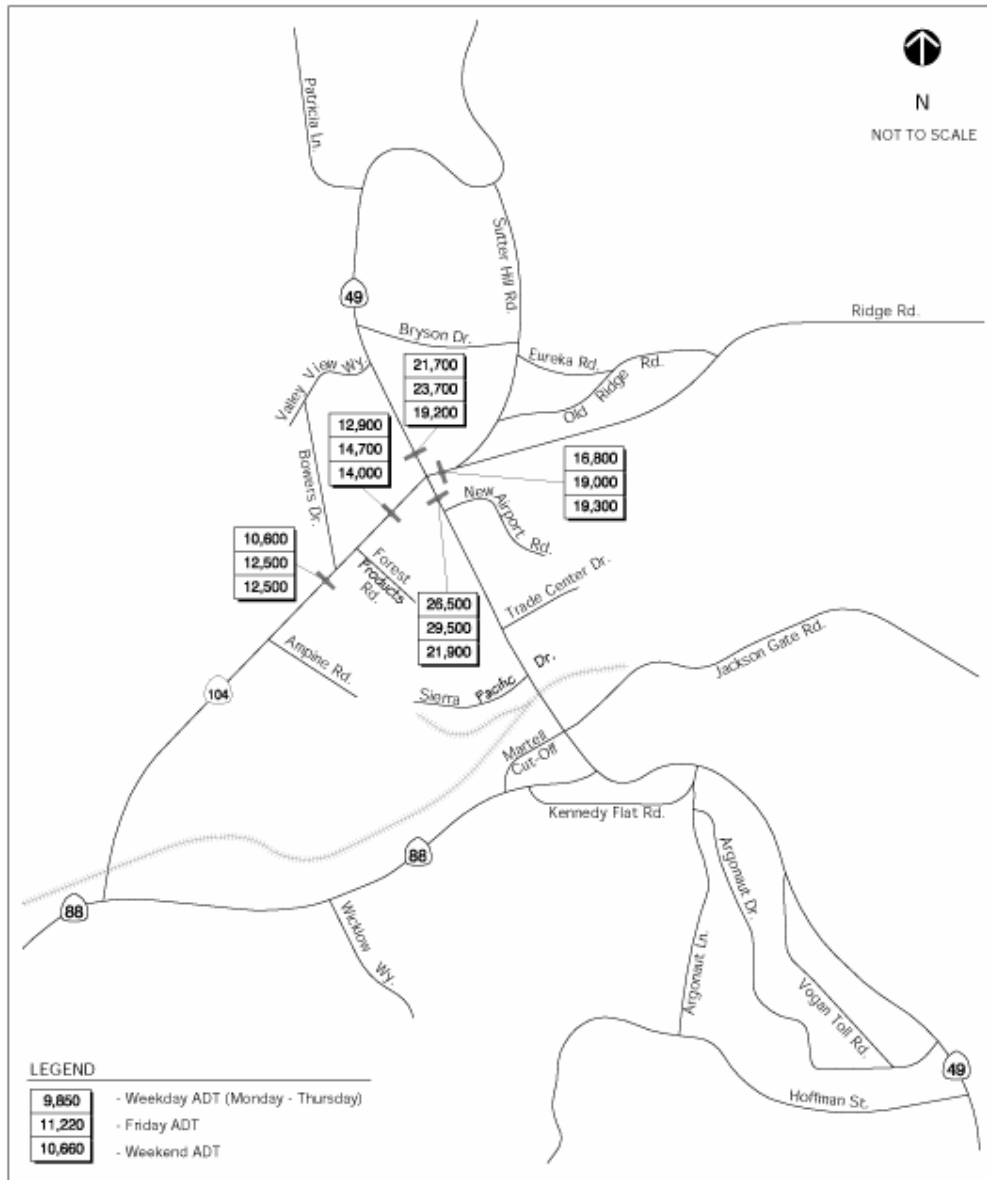 N
NOT TO SCALE
Patricia Ln.
Sutter Hill Rd.
49
Ridge Rd.
Bryson Dr.
Eureka Rd.
Old Ridge Rd.
Valley View Wy.
21,700
23,700
19,200
12,900
14,700
14,000
16,800
19,000
19,300
Bowers Dr.
New Airport Rd.
10,600
12,500
12,500
Forest
Products
Rd.
26,500
29,500
21,900
Trade Center Dr.
Ampine Rd.
Jackson Gate Rd.
Sierra Pacific Dr.
104
Martell
Cut-Off
Kennedy Flat Rd.
88
88
Wicklow Wy.
Argonaut Dr.
Argonaut Ln.
Vogan Toll Rd.
49
Hoffman St.
LEGEND
9,850 - Weekday ADT (Monday - Thursday)
11,220 - Friday ADT
10,660 - Weekend ADT